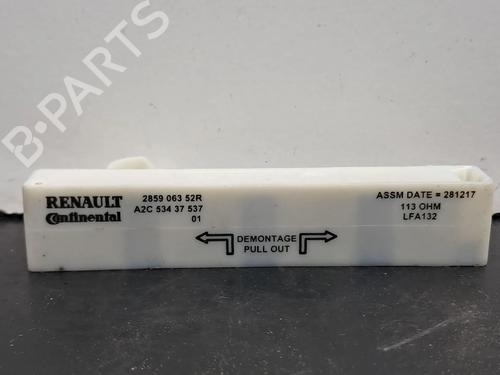 B-PARTS
RENAULT
Continental
2859 063 52R
A2C 534 37 537
01
DEMONTAGE
PULL OUT
ASSM DATE = 281217
113 OHM
LFA132